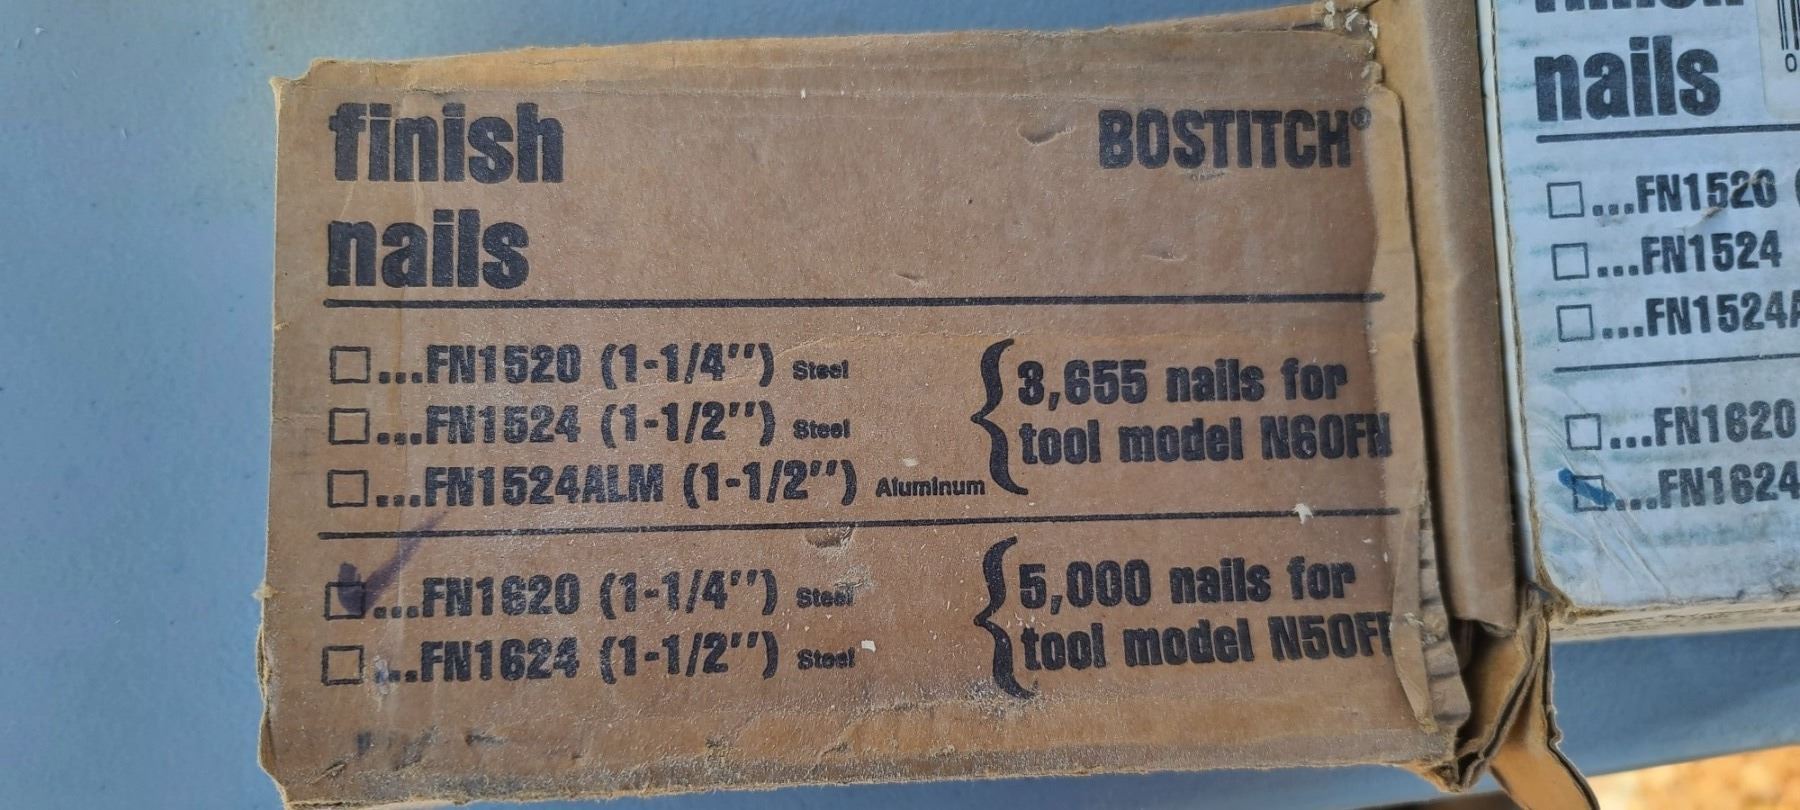 finish
nails
BOSTITCH®
☐...FN1520 (1-1/4") Steel
☐...FN1524 (1-1/2") Steel
☐...FN1524ALM (1-1/2") Aluminum
3,655 nails for
tool model N60FN
☑...FN1620 (1-1/4") Steel
☐...FN1624 (1-1/2") Steel
5,000 nails for
tool model N50F
nails
☐...FN1520 (
☐...FN1524
☐...FN1524A
☐...FN1620
☑...FN1624
0